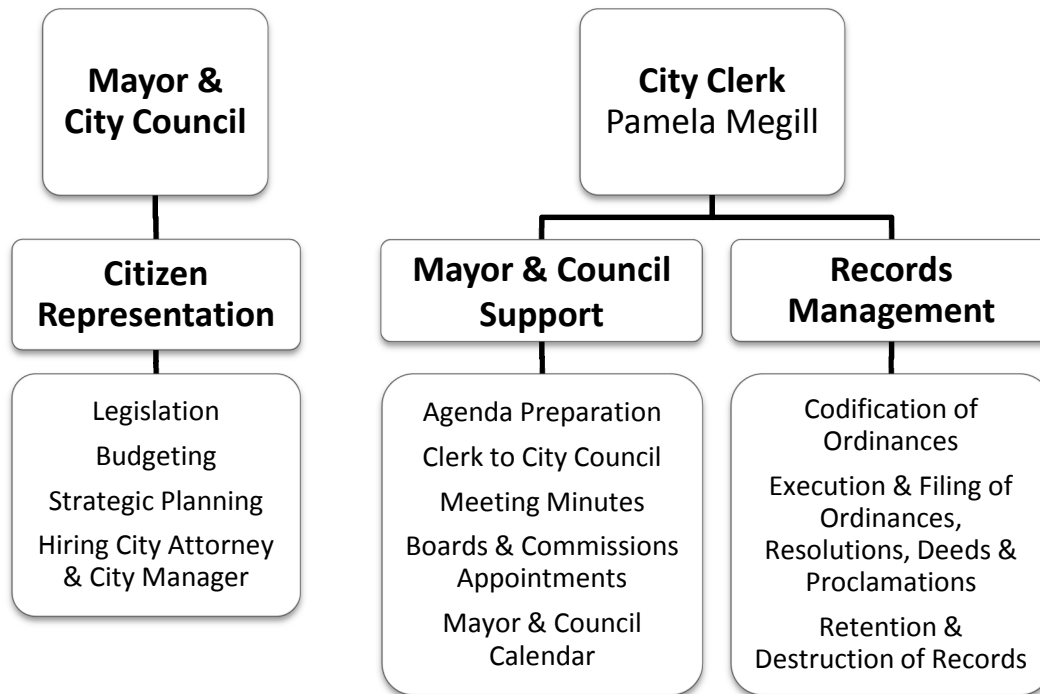 Mayor &
City Council
Citizen
Representation
Legislation
Budgeting
Strategic Planning
Hiring City Attorney
& City Manager
City Clerk
Pamela Megill
Mayor & Council
Support
Agenda Preparation
Clerk to City Council
Meeting Minutes
Boards & Commissions
Appointments
Mayor & Council
Calendar
Records
Management
Codification of
Ordinances
Execution & Filing of
Ordinances,
Resolutions, Deeds &
Proclamations
Retention &
Destruction of Records